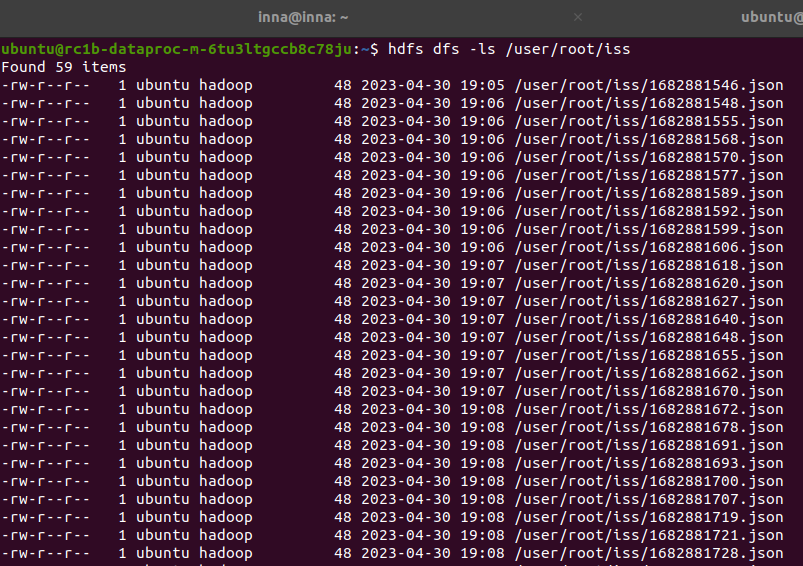 inna@inna: ~ × ubuntu@
ubuntu@rc1b-dataproc-m-6tu3ltgccb8c78ju:~$ hdfs dfs -ls /user/root/iss
Found 59 items
-rw-r--r--   1 ubuntu hadoop         48 2023-04-30 19:05 /user/root/iss/1682881546.json
-rw-r--r--   1 ubuntu hadoop         48 2023-04-30 19:06 /user/root/iss/1682881548.json
-rw-r--r--   1 ubuntu hadoop         48 2023-04-30 19:06 /user/root/iss/1682881555.json
-rw-r--r--   1 ubuntu hadoop         48 2023-04-30 19:06 /user/root/iss/1682881568.json
-rw-r--r--   1 ubuntu hadoop         48 2023-04-30 19:06 /user/root/iss/1682881570.json
-rw-r--r--   1 ubuntu hadoop         48 2023-04-30 19:06 /user/root/iss/1682881577.json
-rw-r--r--   1 ubuntu hadoop         48 2023-04-30 19:06 /user/root/iss/1682881589.json
-rw-r--r--   1 ubuntu hadoop         48 2023-04-30 19:06 /user/root/iss/1682881592.json
-rw-r--r--   1 ubuntu hadoop         48 2023-04-30 19:06 /user/root/iss/1682881599.json
-rw-r--r--   1 ubuntu hadoop         48 2023-04-30 19:06 /user/root/iss/1682881606.json
-rw-r--r--   1 ubuntu hadoop         48 2023-04-30 19:07 /user/root/iss/1682881618.json
-rw-r--r--   1 ubuntu hadoop         48 2023-04-30 19:07 /user/root/iss/1682881620.json
-rw-r--r--   1 ubuntu hadoop         48 2023-04-30 19:07 /user/root/iss/1682881627.json
-rw-r--r--   1 ubuntu hadoop         48 2023-04-30 19:07 /user/root/iss/1682881640.json
-rw-r--r--   1 ubuntu hadoop         48 2023-04-30 19:07 /user/root/iss/1682881648.json
-rw-r--r--   1 ubuntu hadoop         48 2023-04-30 19:07 /user/root/iss/1682881655.json
-rw-r--r--   1 ubuntu hadoop         48 2023-04-30 19:07 /user/root/iss/1682881662.json
-rw-r--r--   1 ubuntu hadoop         48 2023-04-30 19:07 /user/root/iss/1682881670.json
-rw-r--r--   1 ubuntu hadoop         48 2023-04-30 19:08 /user/root/iss/1682881672.json
-rw-r--r--   1 ubuntu hadoop         48 2023-04-30 19:08 /user/root/iss/1682881678.json
-rw-r--r--   1 ubuntu hadoop         48 2023-04-30 19:08 /user/root/iss/1682881691.json
-rw-r--r--   1 ubuntu hadoop         48 2023-04-30 19:08 /user/root/iss/1682881693.json
-rw-r--r--   1 ubuntu hadoop         48 2023-04-30 19:08 /user/root/iss/1682881700.json
-rw-r--r--   1 ubuntu hadoop         48 2023-04-30 19:08 /user/root/iss/1682881707.json
-rw-r--r--   1 ubuntu hadoop         48 2023-04-30 19:08 /user/root/iss/1682881719.json
-rw-r--r--   1 ubuntu hadoop         48 2023-04-30 19:08 /user/root/iss/1682881721.json
-rw-r--r--   1 ubuntu hadoop         48 2023-04-30 19:08 /user/root/iss/1682881728.json